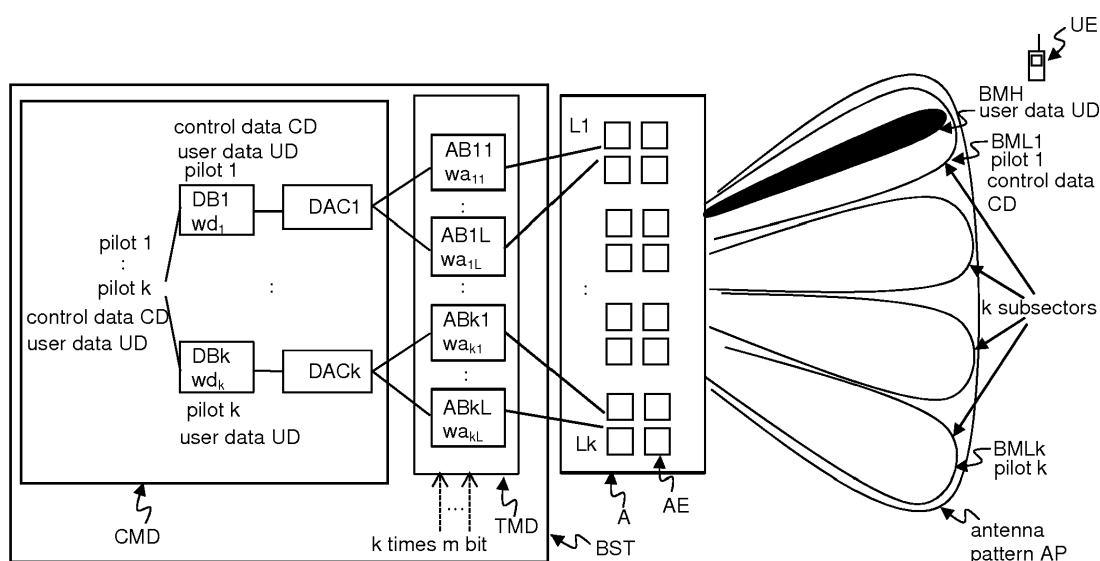 UE
BMH
user data UD
BML1
pilot 1
control data
CD
control data CD
user data UD
pilot 1
DB1
wd1
DAC1
AB11
wa11
:
AB1L
wa1L
L1
pilot 1
:
pilot k
control data CD
user data UD
:
:
k subsectors
DBk
wdk
DACk
ABk1
wak1
:
ABkL
wakL
pilot k
user data UD
Lk
BMLk
pilot k
CMD
...
k times m bit
TMD
BST
A
AE
antenna
pattern AP